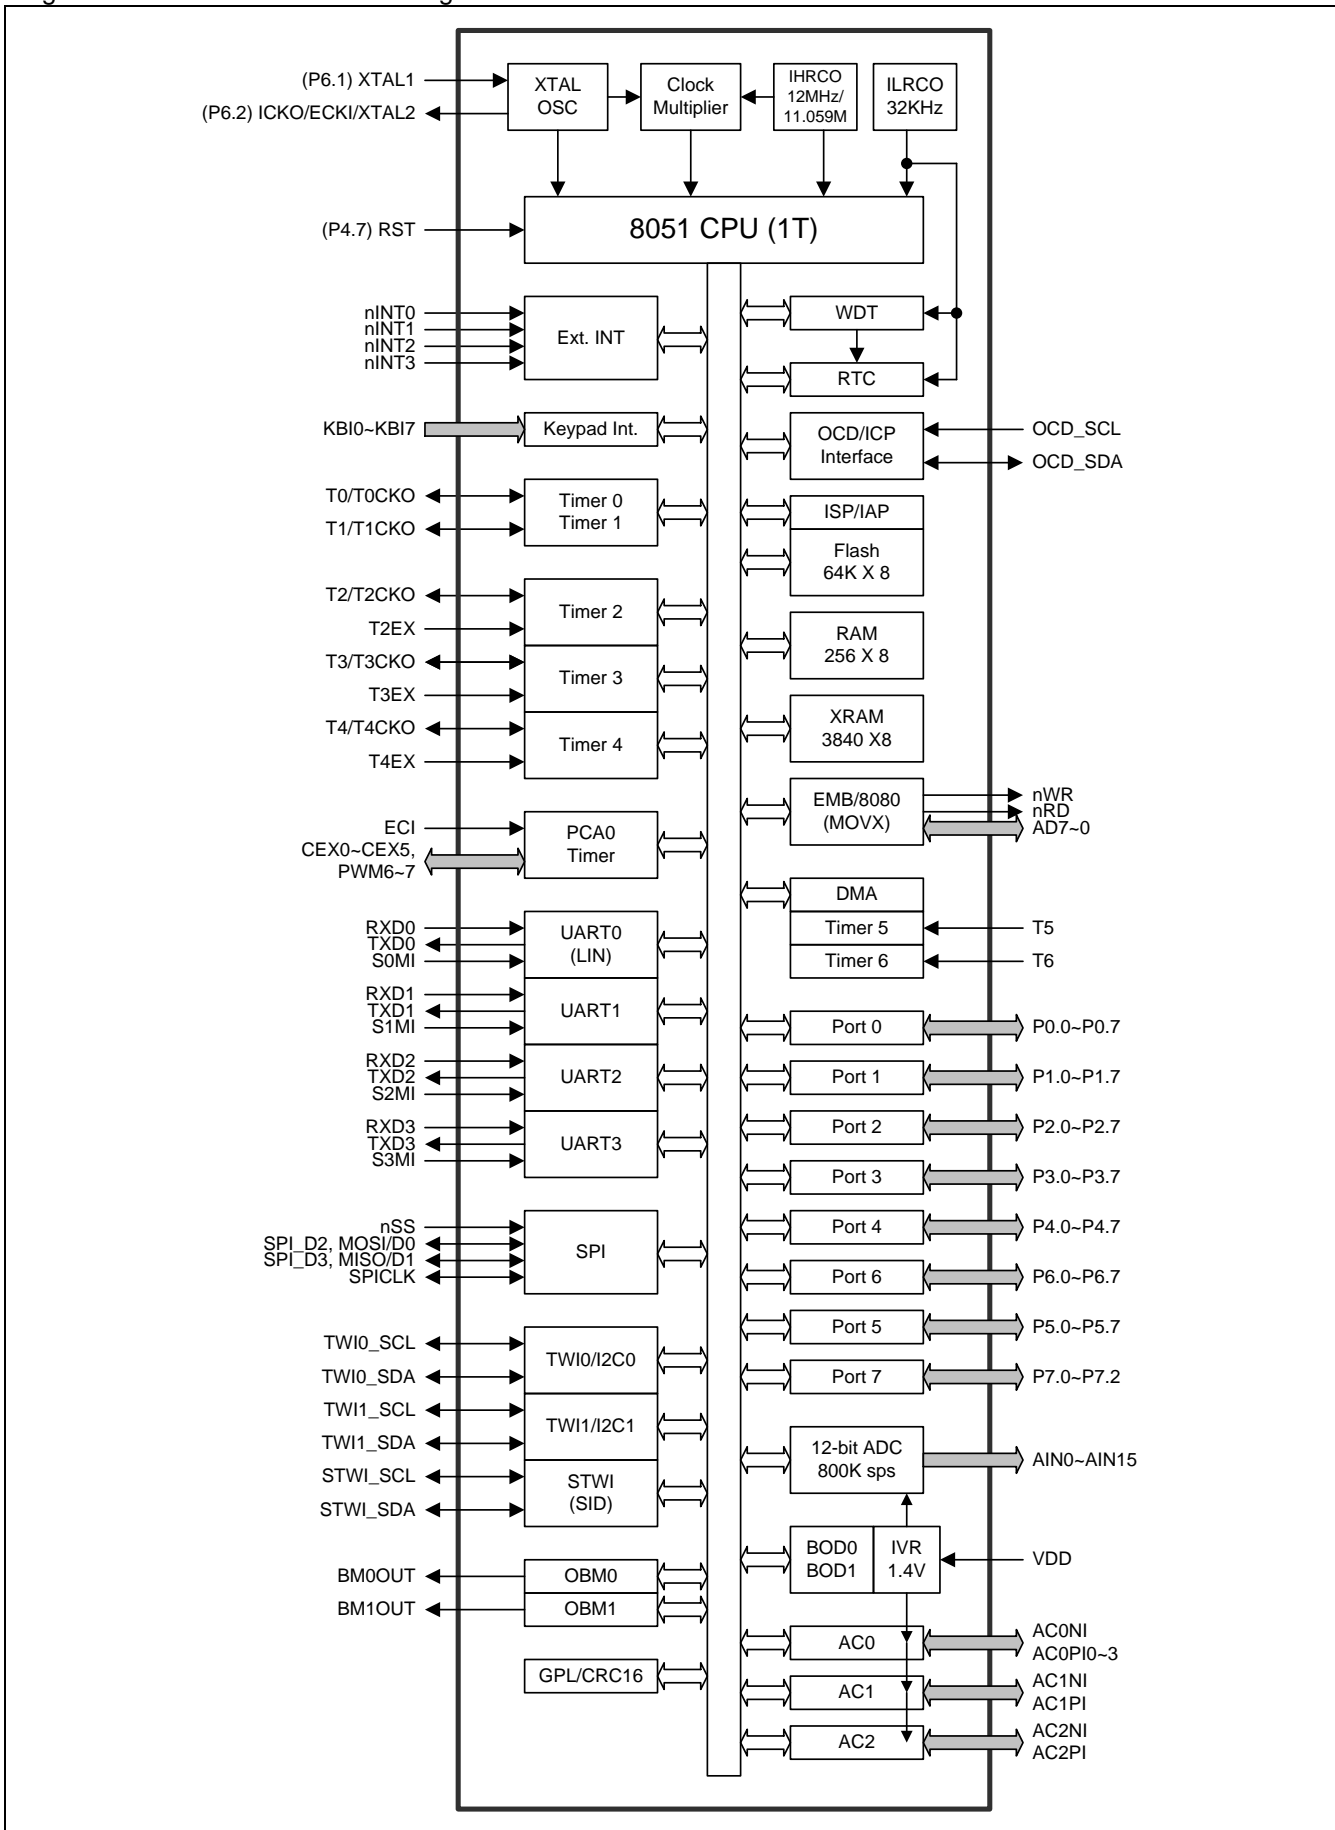 (P6.1) XTAL1
(P6.2) ICKO/ECKI/XTAL2
XTAL
OSC
Clock
Multiplier
IHRCO
12MHz/
11.059M
ILRCO
32KHz
(P4.7) RST
8051 CPU (1T)
nINT0
nINT1
nINT2
nINT3
Ext. INT
KBI0~KBI7
Keypad Int.
T0/T0CKO
T1/T1CKO
Timer 0
Timer 1
T2/T2CKO
T2EX
Timer 2
T3/T3CKO
T3EX
Timer 3
T4/T4CKO
T4EX
Timer 4
ECI
CEX0~CEX5,
PWM6~7
PCA0
Timer
RXD0
TXD0
S0MI
UART0
(LIN)
RXD1
TXD1
S1MI
UART1
RXD2
TXD2
S2MI
UART2
RXD3
TXD3
S3MI
UART3
nSS
SPI_D2, MOSI/D0
SPI_D3, MISO/D1
SPICLK
SPI
TWI0_SCL
TWI0_SDA
TWI0/I2C0
TWI1_SCL
TWI1_SDA
TWI1/I2C1
STWI_SCL
STWI_SDA
STWI
(SID)
BM0OUT
OBM0
BM1OUT
OBM1
GPL/CRC16
WDT
RTC
OCD/ICP
Interface
OCD_SCL
OCD_SDA
ISP/IAP
Flash
64K X 8
RAM
256 X 8
XRAM
3840 X8
EMB/8080
(MOVX)
nWR
nRD
AD7~0
DMA
Timer 5
T5
Timer 6
T6
Port 0
P0.0~P0.7
Port 1
P1.0~P1.7
Port 2
P2.0~P2.7
Port 3
P3.0~P3.7
Port 4
P4.0~P4.7
Port 6
P6.0~P6.7
Port 5
P5.0~P5.7
Port 7
P7.0~P7.2
12-bit ADC
800K sps
AIN0~AIN15
BOD0
BOD1
IVR
1.4V
VDD
AC0
AC0NI
AC0PI0~3
AC1
AC1NI
AC1PI
AC2
AC2NI
AC2PI